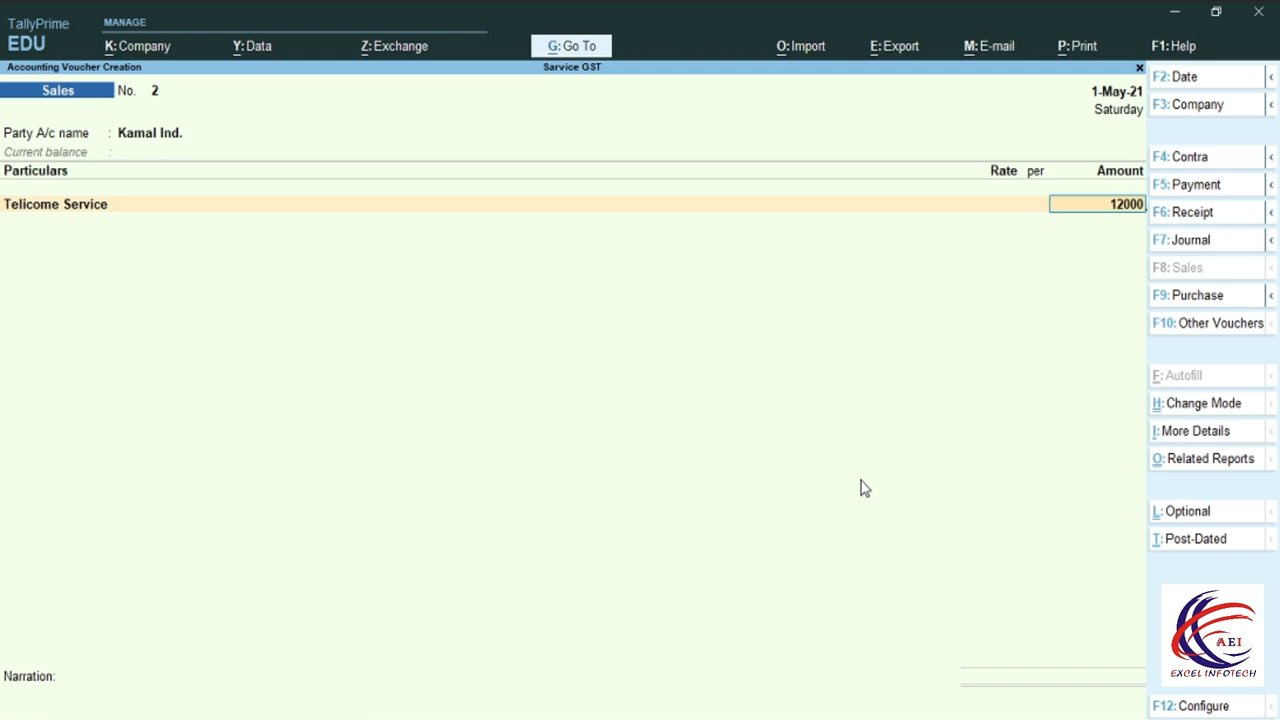 TallyPrime
EDU
MANAGE
K: Company
Y: Data
Z: Exchange
G: Go To
O: Import
E: Export
M: E-mail
P: Print
F1: Help
Accounting Voucher Creation
Sarvice GST
×
Sales No. 2
1-May-21
Saturday
Party A/c name : Kamal Ind.
Current balance :
Particulars Rate per Amount
Telicome Service 12000
Narration:
F2: Date
F3: Company
F4: Contra
F5: Payment
F6: Receipt
F7: Journal
F8: Sales
F9: Purchase
F10: Other Vouchers
F: Autofill
H: Change Mode
I: More Details
O: Related Reports
L: Optional
T: Post-Dated
AEI
EXCEL INFOTECH
F12: Configure